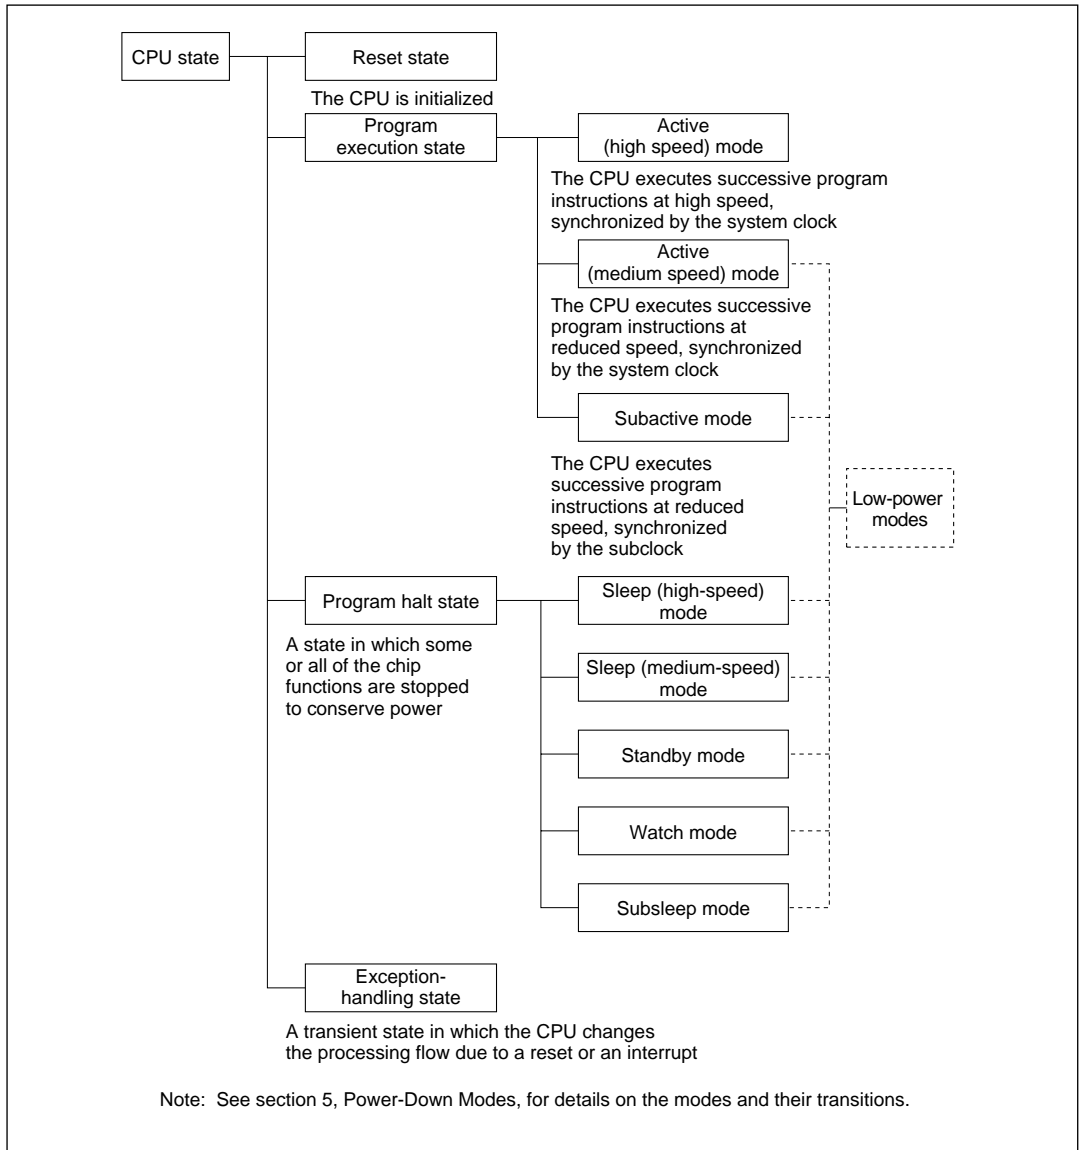 CPU state
Reset state
The CPU is initialized
Program
execution state
Active
(high speed) mode
The CPU executes successive program
instructions at high speed,
synchronized by the system clock
Active
(medium speed) mode
The CPU executes successive
program instructions at
reduced speed, synchronized
by the system clock
Subactive mode
The CPU executes
successive program
instructions at reduced
speed, synchronized
by the subclock
Low-power
modes
Program halt state
A state in which some
or all of the chip
functions are stopped
to conserve power
Sleep (high-speed)
mode
Sleep (medium-speed)
mode
Standby mode
Watch mode
Subsleep mode
Exception-
handling state
A transient state in which the CPU changes
the processing flow due to a reset or an interrupt
Note: See section 5, Power-Down Modes, for details on the modes and their transitions.